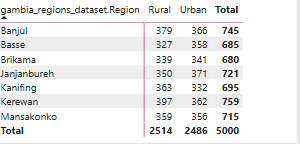 gambia_regions_dataset.Region Rural Urban Total
Banjul 379 366 745
Basse 327 358 685
Brikama 339 341 680
Janjanbureh 350 371 721
Kanifing 363 332 695
Kerewan 397 362 759
Mansakonko 359 356 715
Total 2514 2486 5000